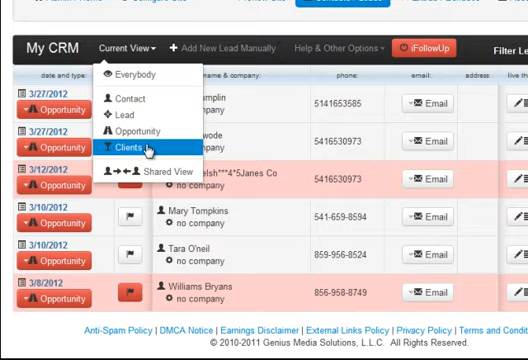 My CRM Current View Add New Lead Manually Help & Other Options iFollowUp Filter Le
date and type: name & company: phone: email: address: live th
Everybody
Contact
Lead
Opportunity
Clients
Shared View
3/27/2012
Opportunity umplin 5141653585 Email
3/27/2012
Opportunity wode 5416530973 Email
3/12/2012
Opportunity elsh***4*5Janes Co
no company 5416530973 Email
3/10/2012
Opportunity Mary Tompkins
no company 541-659-8594 Email
3/10/2012
Opportunity Tara O'neil
no company 859-956-8524 Email
3/8/2012
Opportunity Williams Bryans
no company 856-958-8749 Email
Anti-Spam Policy | DMCA Notice | Earnings Disclaimer | External Links Policy | Privacy Policy | Terms and Condit
© 2010-2011 Genius Media Solutions, L.L.C. All Rights Reserved.